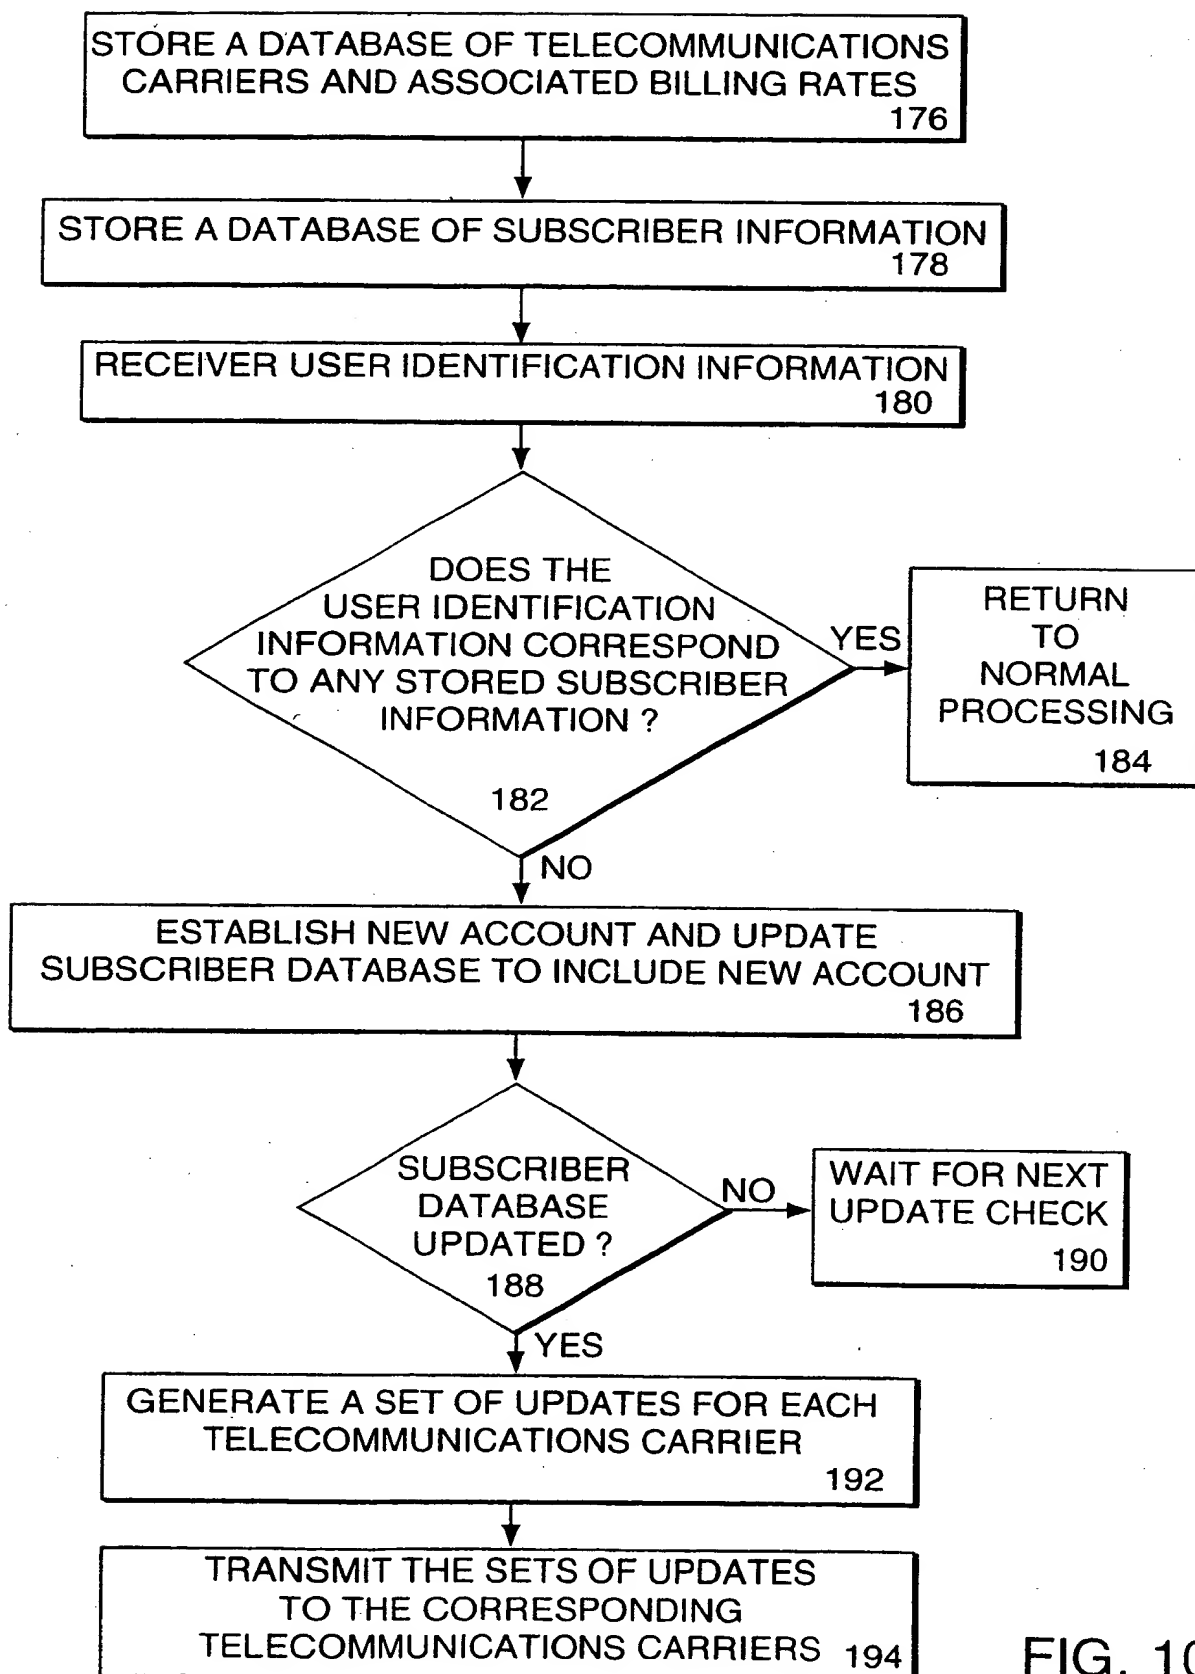 STORE A DATABASE OF TELECOMMUNICATIONS
CARRIERS AND ASSOCIATED BILLING RATES
176
STORE A DATABASE OF SUBSCRIBER INFORMATION
178
RECEIVER USER IDENTIFICATION INFORMATION
180
DOES THE
USER IDENTIFICATION
INFORMATION CORRESPOND
TO ANY STORED SUBSCRIBER
INFORMATION ?
182
YES
RETURN
TO
NORMAL
PROCESSING
184
NO
ESTABLISH NEW ACCOUNT AND UPDATE
SUBSCRIBER DATABASE TO INCLUDE NEW ACCOUNT
186
SUBSCRIBER
DATABASE
UPDATED ?
188
NO
WAIT FOR NEXT
UPDATE CHECK
190
YES
GENERATE A SET OF UPDATES FOR EACH
TELECOMMUNICATIONS CARRIER
192
TRANSMIT THE SETS OF UPDATES
TO THE CORRESPONDING
TELECOMMUNICATIONS CARRIERS 194
FIG. 10